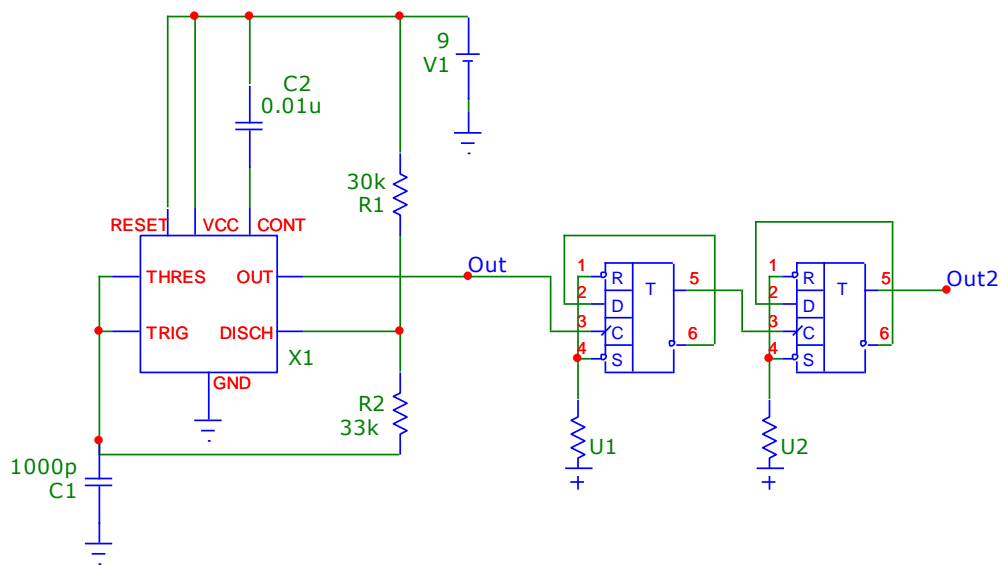 9
V1
C2
0.01u
30k
R1
RESET
VCC
CONT
THRES
OUT
TRIG
DISCH
X1
GND
R2
33k
1000p
C1
Out
1
R
2
D
3
C
4
S
T
5
6
U1
1
R
2
D
3
C
4
S
T
5
6
U2
Out2